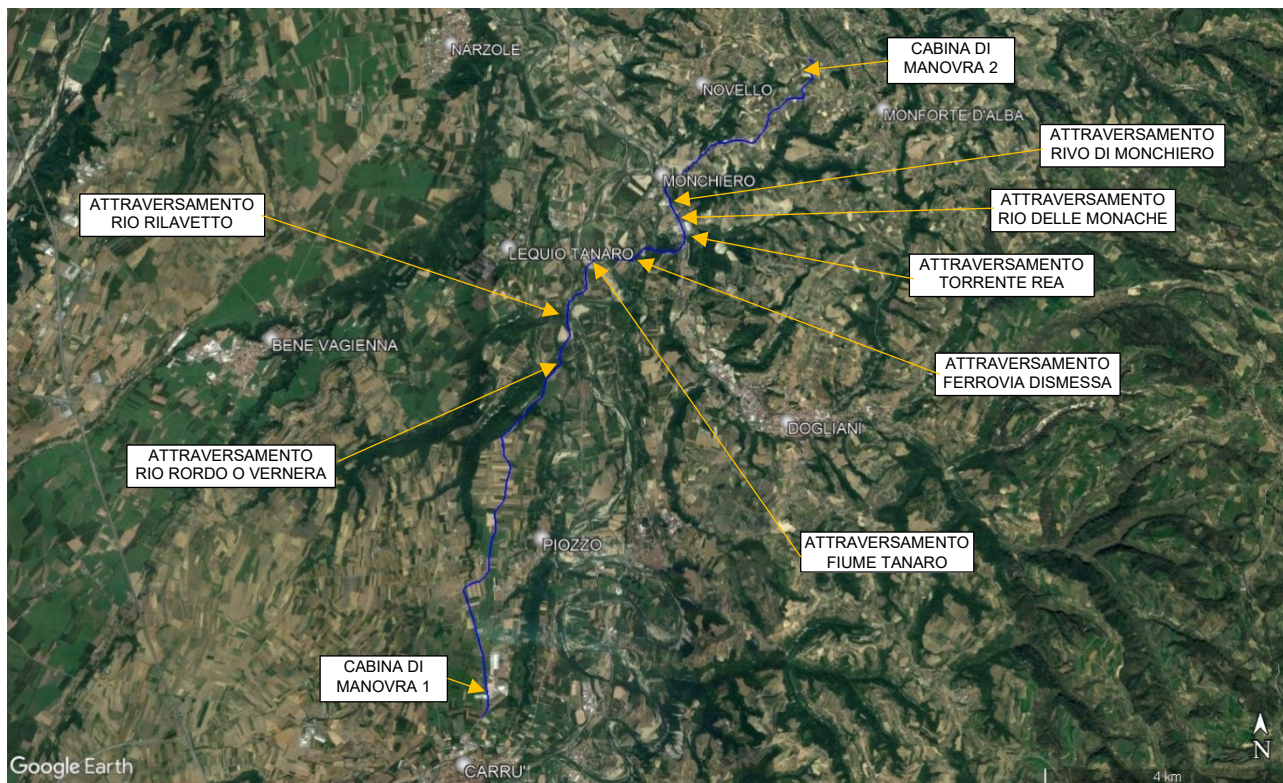 NARZOLE
CABINA DI
MANOVRA 2
NOVELLO
MONFORTE D'ALBA
ATTRAVERSAMENTO
RIVO DI MONCHIERO
MONCHIERO
ATTRAVERSAMENTO
RIO RILAVETTO
ATTRAVERSAMENTO
RIO DELLE MONACHE
LEQUIO TANARO
ATTRAVERSAMENTO
TORRENTE REA
BENE VAGIENNA
ATTRAVERSAMENTO
FERROVIA DISMESSA
DOGLIANI
ATTRAVERSAMENTO
RIO RORDO O VERNERA
PIOZZO
ATTRAVERSAMENTO
FIUME TANARO
CABINA DI
MANOVRA 1
N
Google Earth
CARRU'
4 km